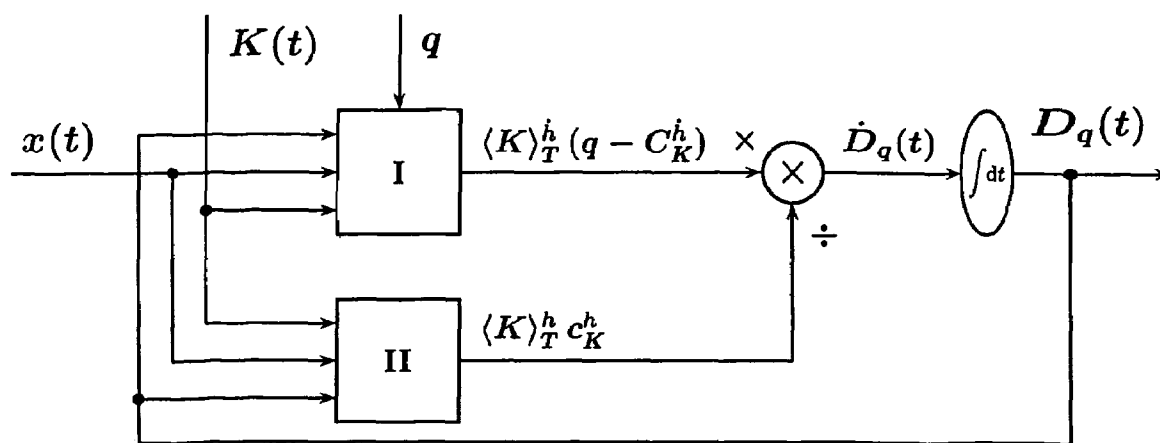 K(t)
q
x(t)
I
⟨K⟩_T^ḣ (q − C_K^ḣ)
×
×
Ḋ_q(t)
∫dt
D_q(t)
÷
II
⟨K⟩_T^h c_K^h